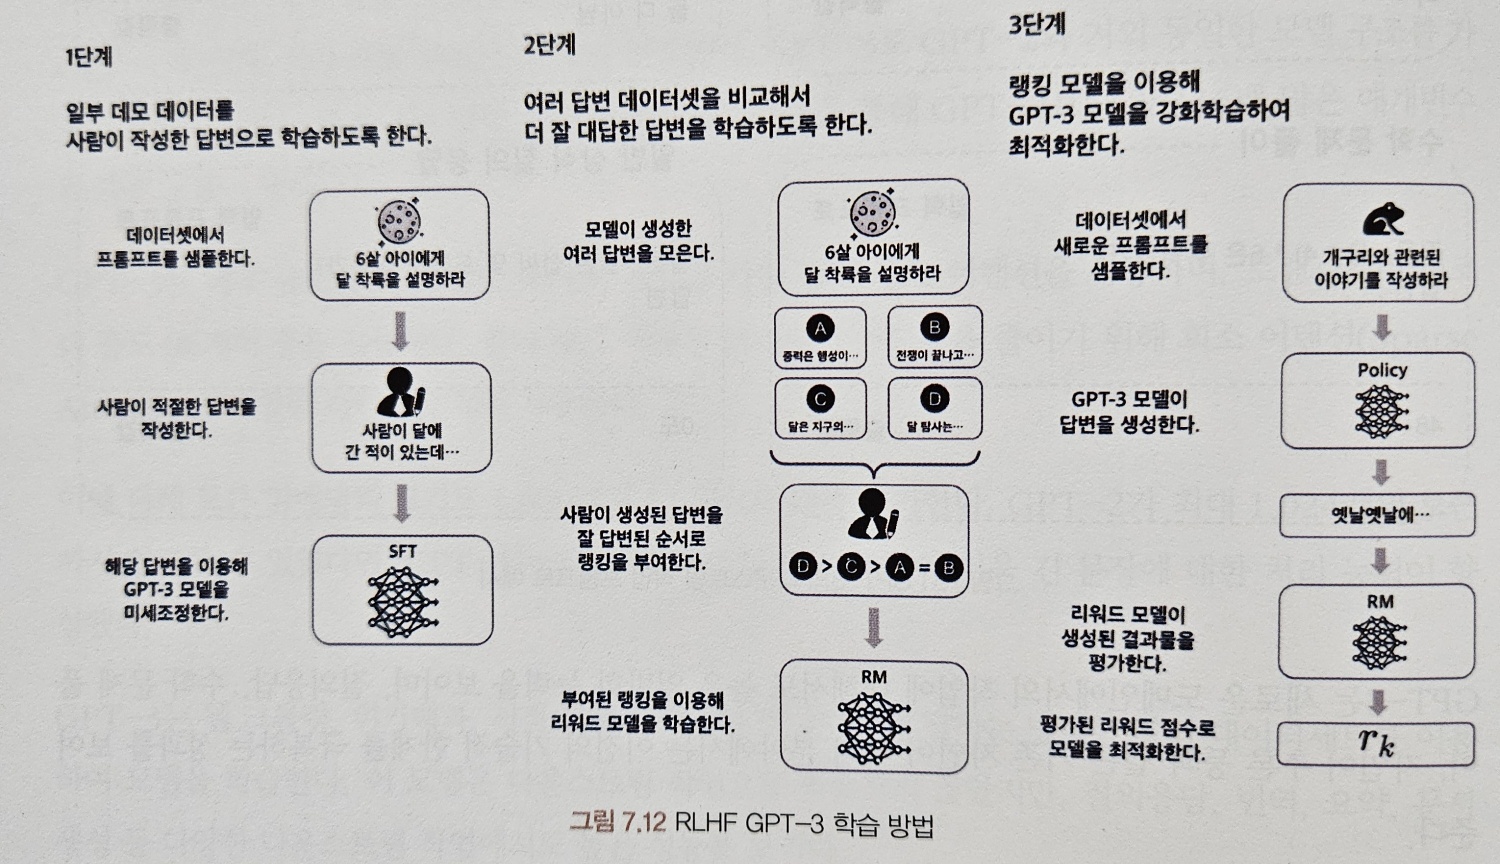 1단계
일부 데모 데이터를
사람이 작성한 답변으로 학습하도록 한다.
데이터셋에서
프롬프트를 샘플한다.
6살 아이에게
달 착륙을 설명하라
사람이 적절한 답변을
작성한다.
사람이 달에
간 적이 있는데…
해당 답변을 이용해
GPT-3 모델을
미세조정한다.
SFT
2단계
여러 답변 데이터셋을 비교해서
더 잘 대답한 답변을 학습하도록 한다.
모델이 생성한
여러 답변을 모은다.
6살 아이에게
달 착륙을 설명하라
A
중력은 행성이…
B
전쟁이 끝나고…
C
달은 지구의…
D
달 탐사는…
사람이 생성된 답변을
잘 답변된 순서로
랭킹을 부여한다.
D > C > A = B
부여된 랭킹을 이용해
리워드 모델을 학습한다.
RM
3단계
랭킹 모델을 이용해
GPT-3 모델을 강화학습하여
최적화한다.
데이터셋에서
새로운 프롬프트를
샘플한다.
개구리와 관련된
이야기를 작성하라
GPT-3 모델이
답변을 생성한다.
Policy
옛날옛날에…
리워드 모델이
생성된 결과물을
평가한다.
RM
평가된 리워드 점수로
모델을 최적화한다.
rk
그림 7.12 RLHF GPT-3 학습 방법